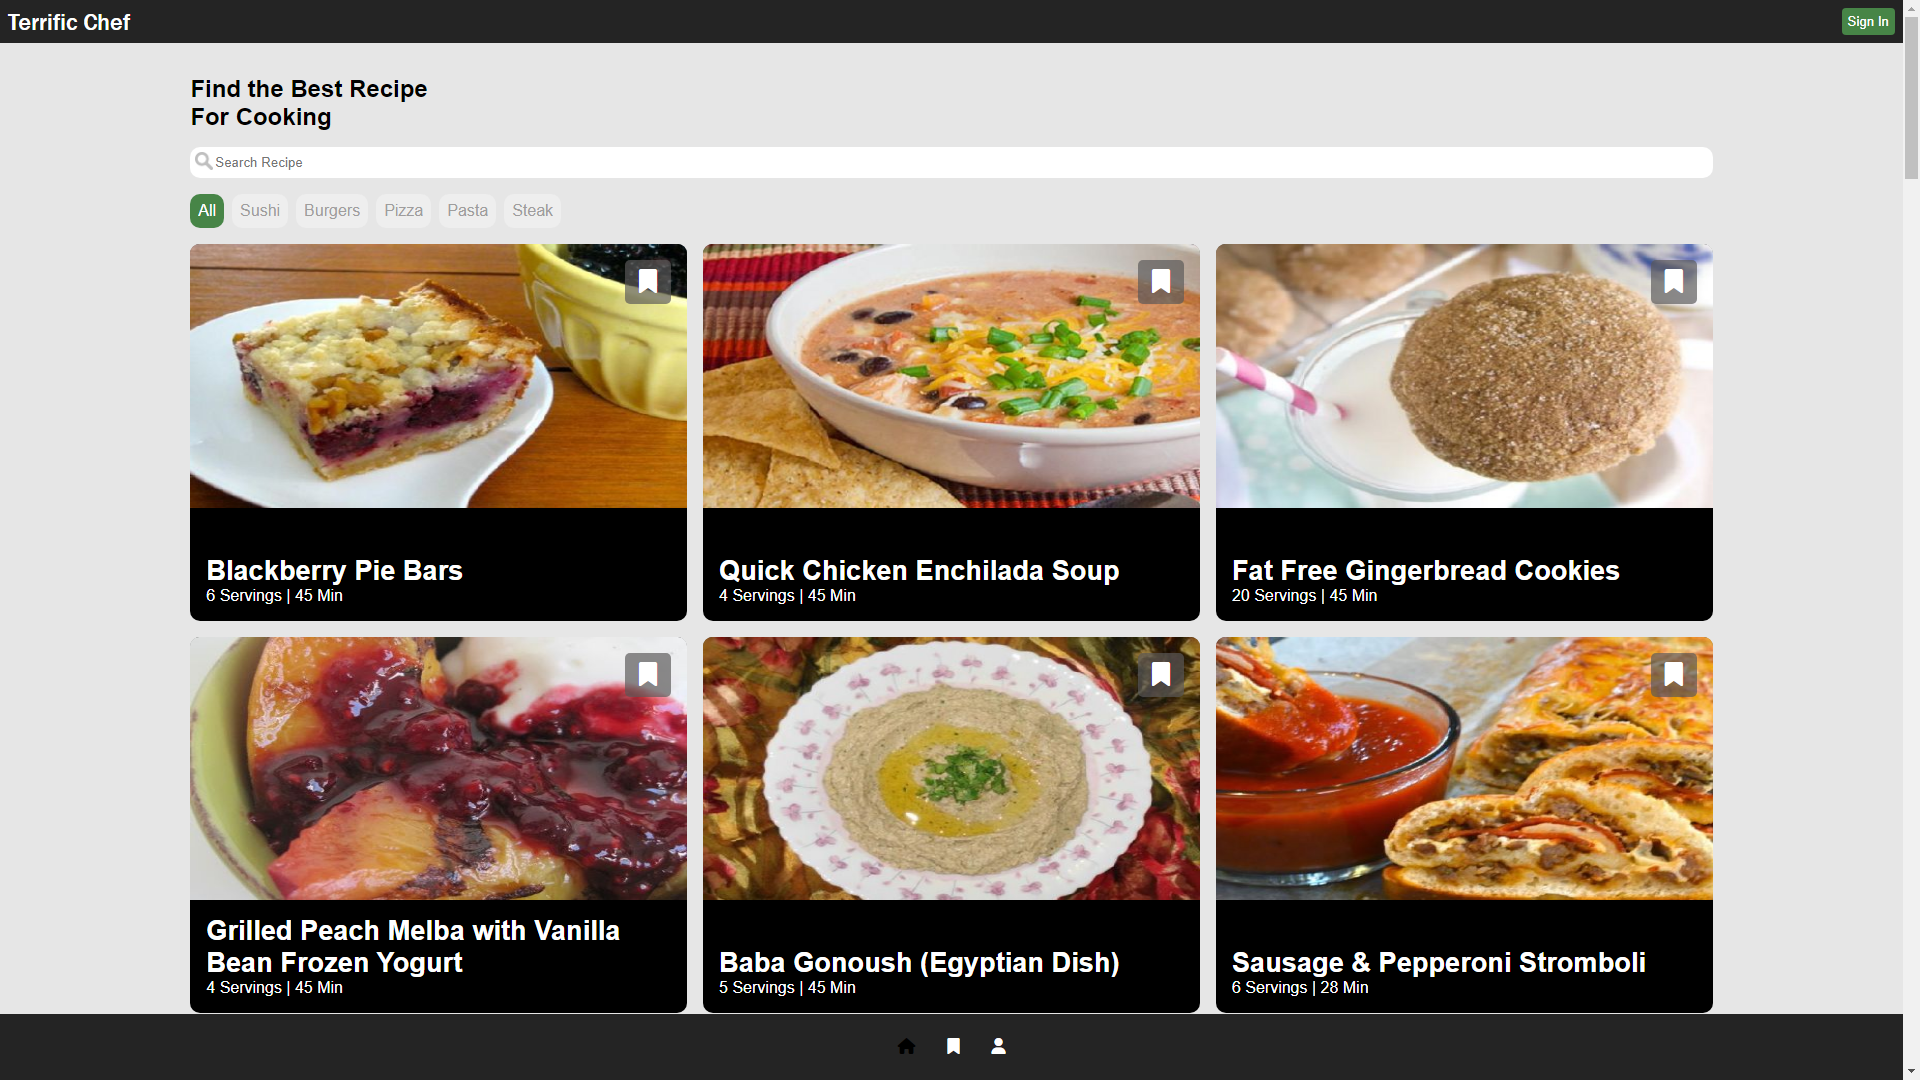 Terrific Chef
Sign In
Find the Best Recipe
For Cooking
Search Recipe
All
Sushi
Burgers
Pizza
Pasta
Steak
Blackberry Pie Bars
6 Servings | 45 Min
Quick Chicken Enchilada Soup
4 Servings | 45 Min
Fat Free Gingerbread Cookies
20 Servings | 45 Min
Grilled Peach Melba with Vanilla
Bean Frozen Yogurt
4 Servings | 45 Min
Baba Gonoush (Egyptian Dish)
5 Servings | 45 Min
Sausage & Pepperoni Stromboli
6 Servings | 28 Min